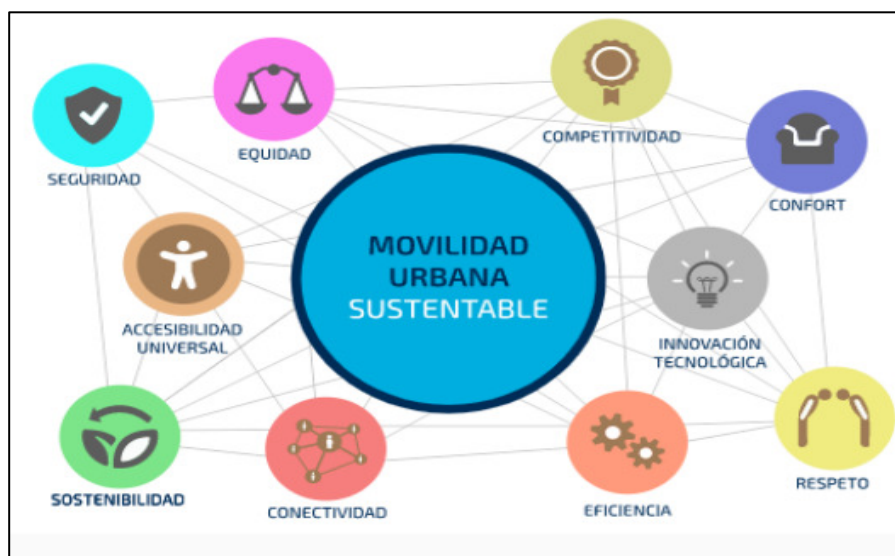 EQUIDAD
COMPETITIVIDAD
SEGURIDAD
CONFORT
MOVILIDAD
URBANA
SUSTENTABLE
ACCESIBILIDAD
UNIVERSAL
INNOVACIÓN
TECNOLÓGICA
SOSTENIBILIDAD
CONECTIVIDAD
EFICIENCIA
RESPETO